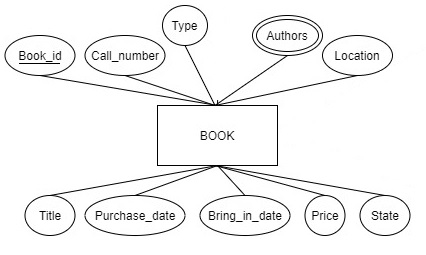 Type
Authors
Book_id
Call_number
Location
BOOK
Title
Purchase_date
Bring_in_date
Price
State